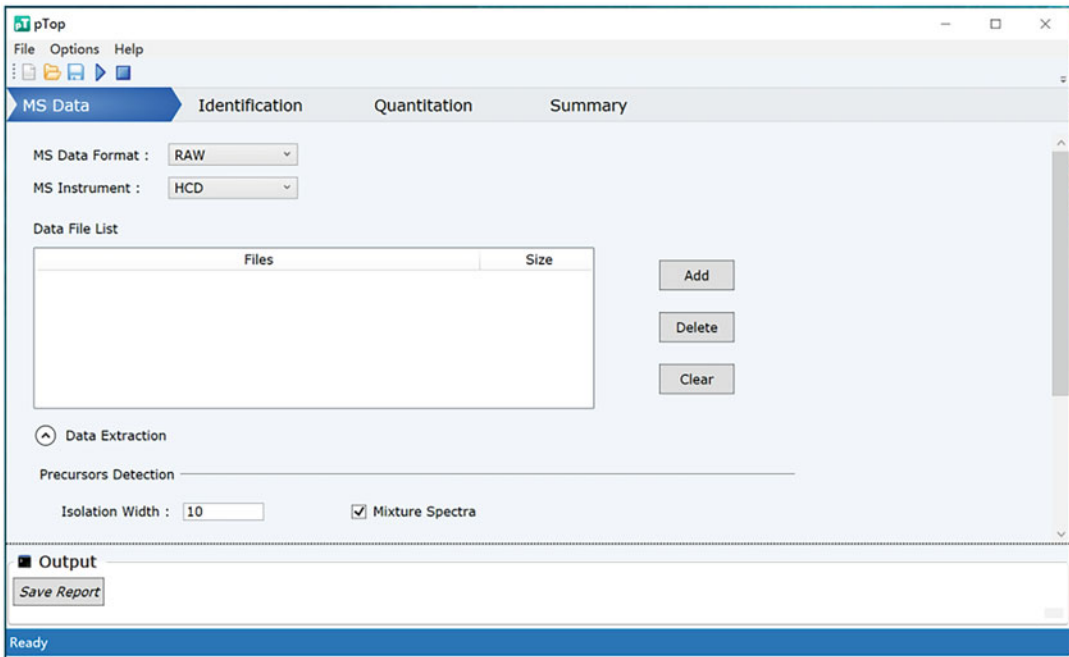 pT pTop
File Options Help
MS Data Identification Quantitation Summary
MS Data Format : RAW
MS Instrument : HCD
Data File List
Files Size
Add
Delete
Clear
Data Extraction
Precursors Detection
Isolation Width : 10 Mixture Spectra
Output
Save Report
Ready